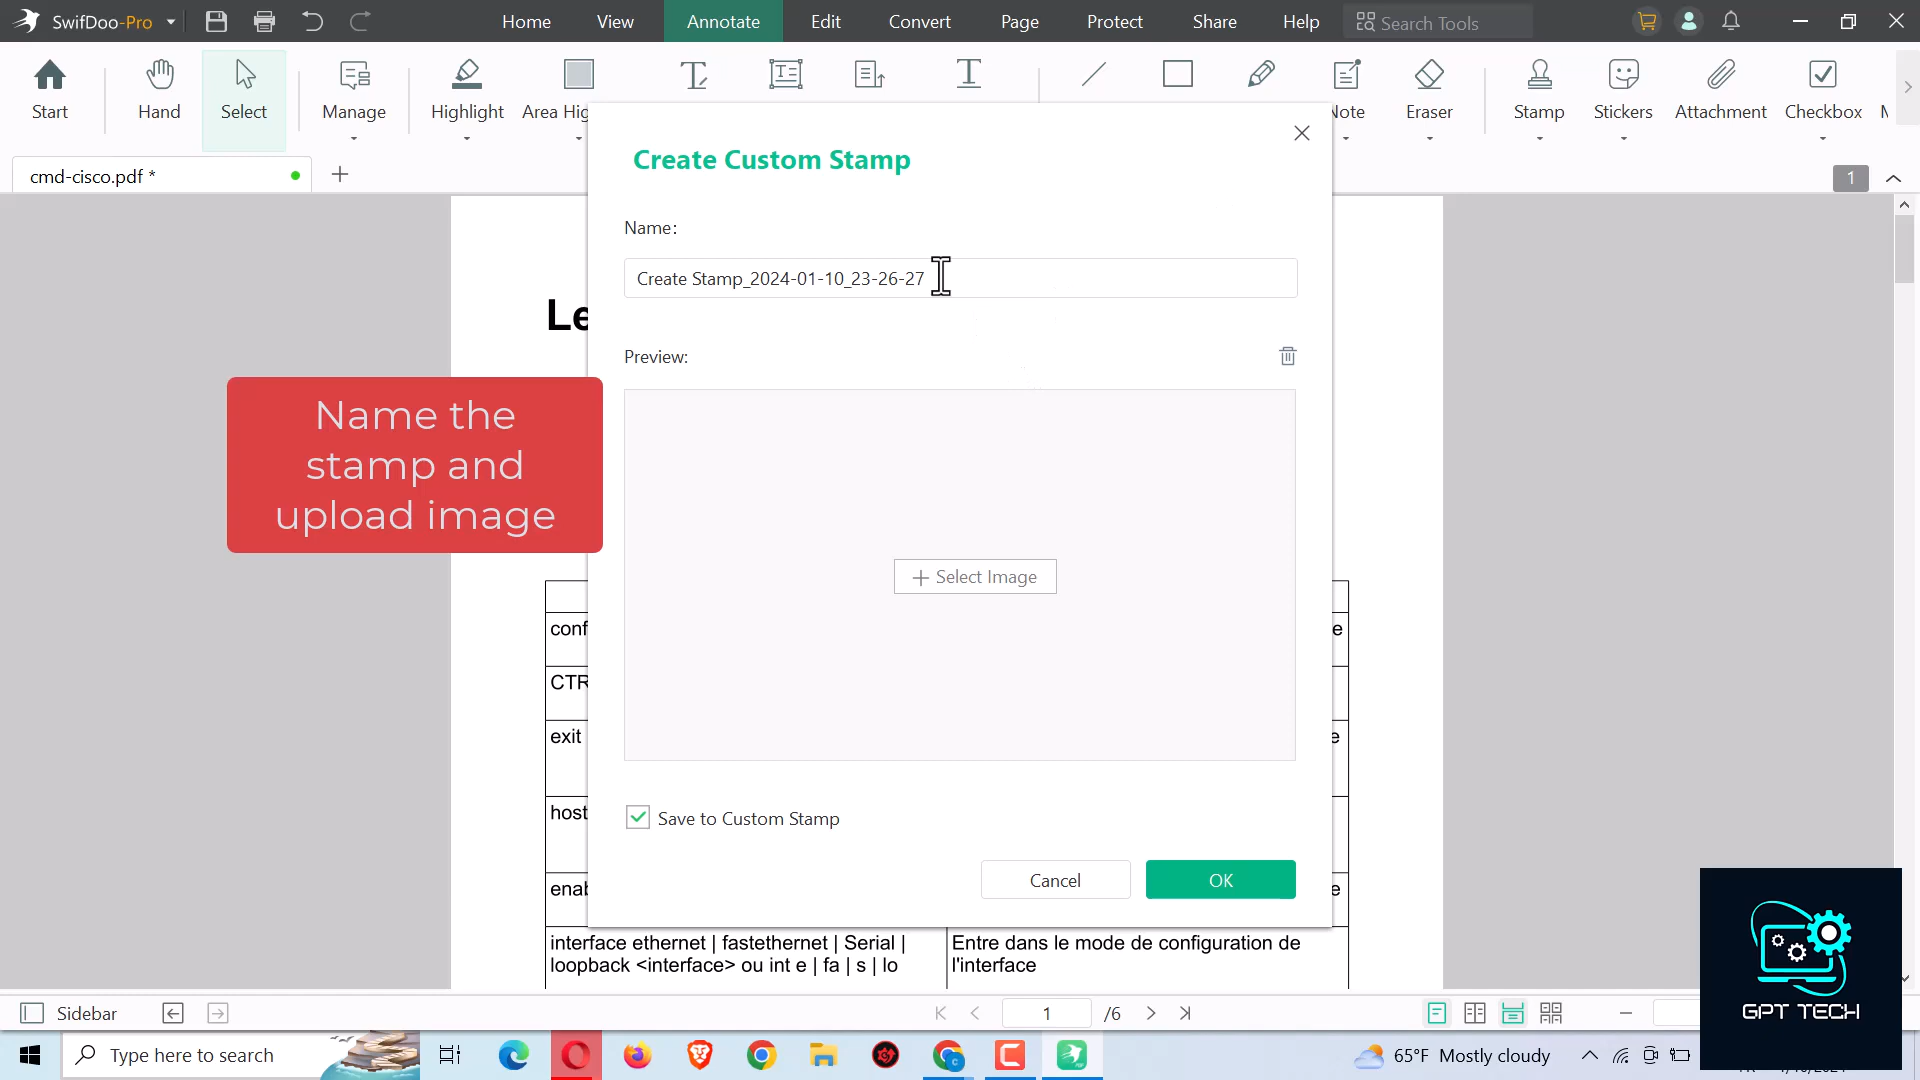 SwifDoo-Pro
Home
View
Annotate
Edit
Convert
Page
Protect
Share
Help
Search Tools
Start
Hand
Select
Manage
Highlight
Area Hig
Note
Eraser
Stamp
Stickers
Attachment
Checkbox
cmd-cisco.pdf *
1
Create Custom Stamp
Name:
Create Stamp_2024-01-10_23-26-27
Le
Preview:
Name the
stamp and
upload image
Select Image
conf
e
CTR
exit
e
host
Save to Custom Stamp
Cancel
OK
enab
e
interface ethernet | fastethernet | Serial |
loopback <interface> ou int e | fa | s | lo
Entre dans le mode de configuration de
l'interface
GPT TECH
Sidebar
1
/6
Type here to search
65°F Mostly cloudy